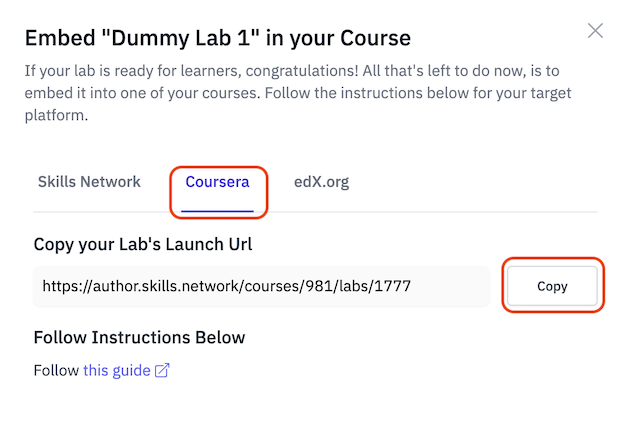 Embed "Dummy Lab 1" in your Course
If your lab is ready for learners, congratulations! All that's left to do now, is to
embed it into one of your courses. Follow the instructions below for your target
platform.
Skills Network Coursera edX.org
Copy your Lab's Launch Url
https://author.skills.network/courses/981/labs/1777 Copy
Follow Instructions Below
Follow this guide